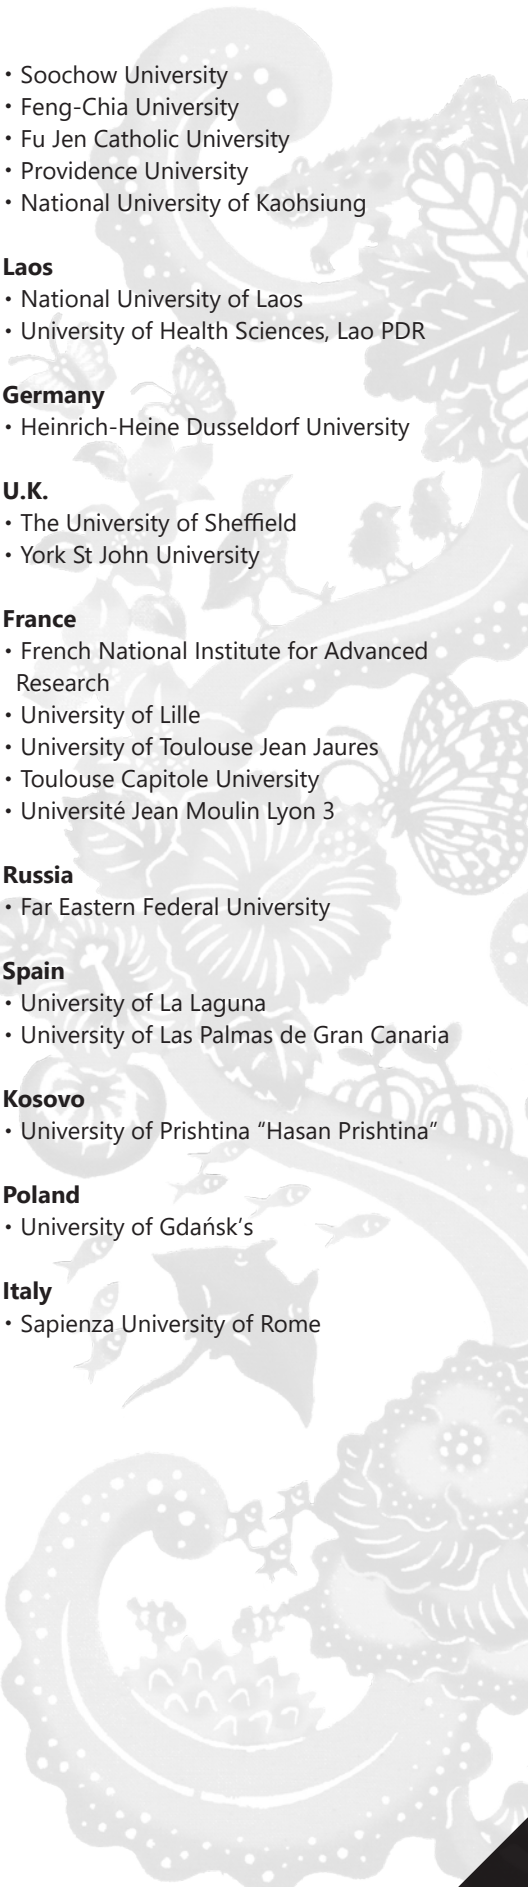 ・Soochow University
・Feng-Chia University
・Fu Jen Catholic University
・Providence University
・National University of Kaohsiung
Laos
・National University of Laos
・University of Health Sciences, Lao PDR
Germany
・Heinrich-Heine Dusseldorf University
U.K.
・The University of Sheffield
・York St John University
France
・French National Institute for Advanced
Research
・University of Lille
・University of Toulouse Jean Jaures
・Toulouse Capitole University
・Université Jean Moulin Lyon 3
Russia
・Far Eastern Federal University
Spain
・University of La Laguna
・University of Las Palmas de Gran Canaria
Kosovo
・University of Prishtina “Hasan Prishtina”
Poland
・University of Gdańsk’s
Italy
・Sapienza University of Rome